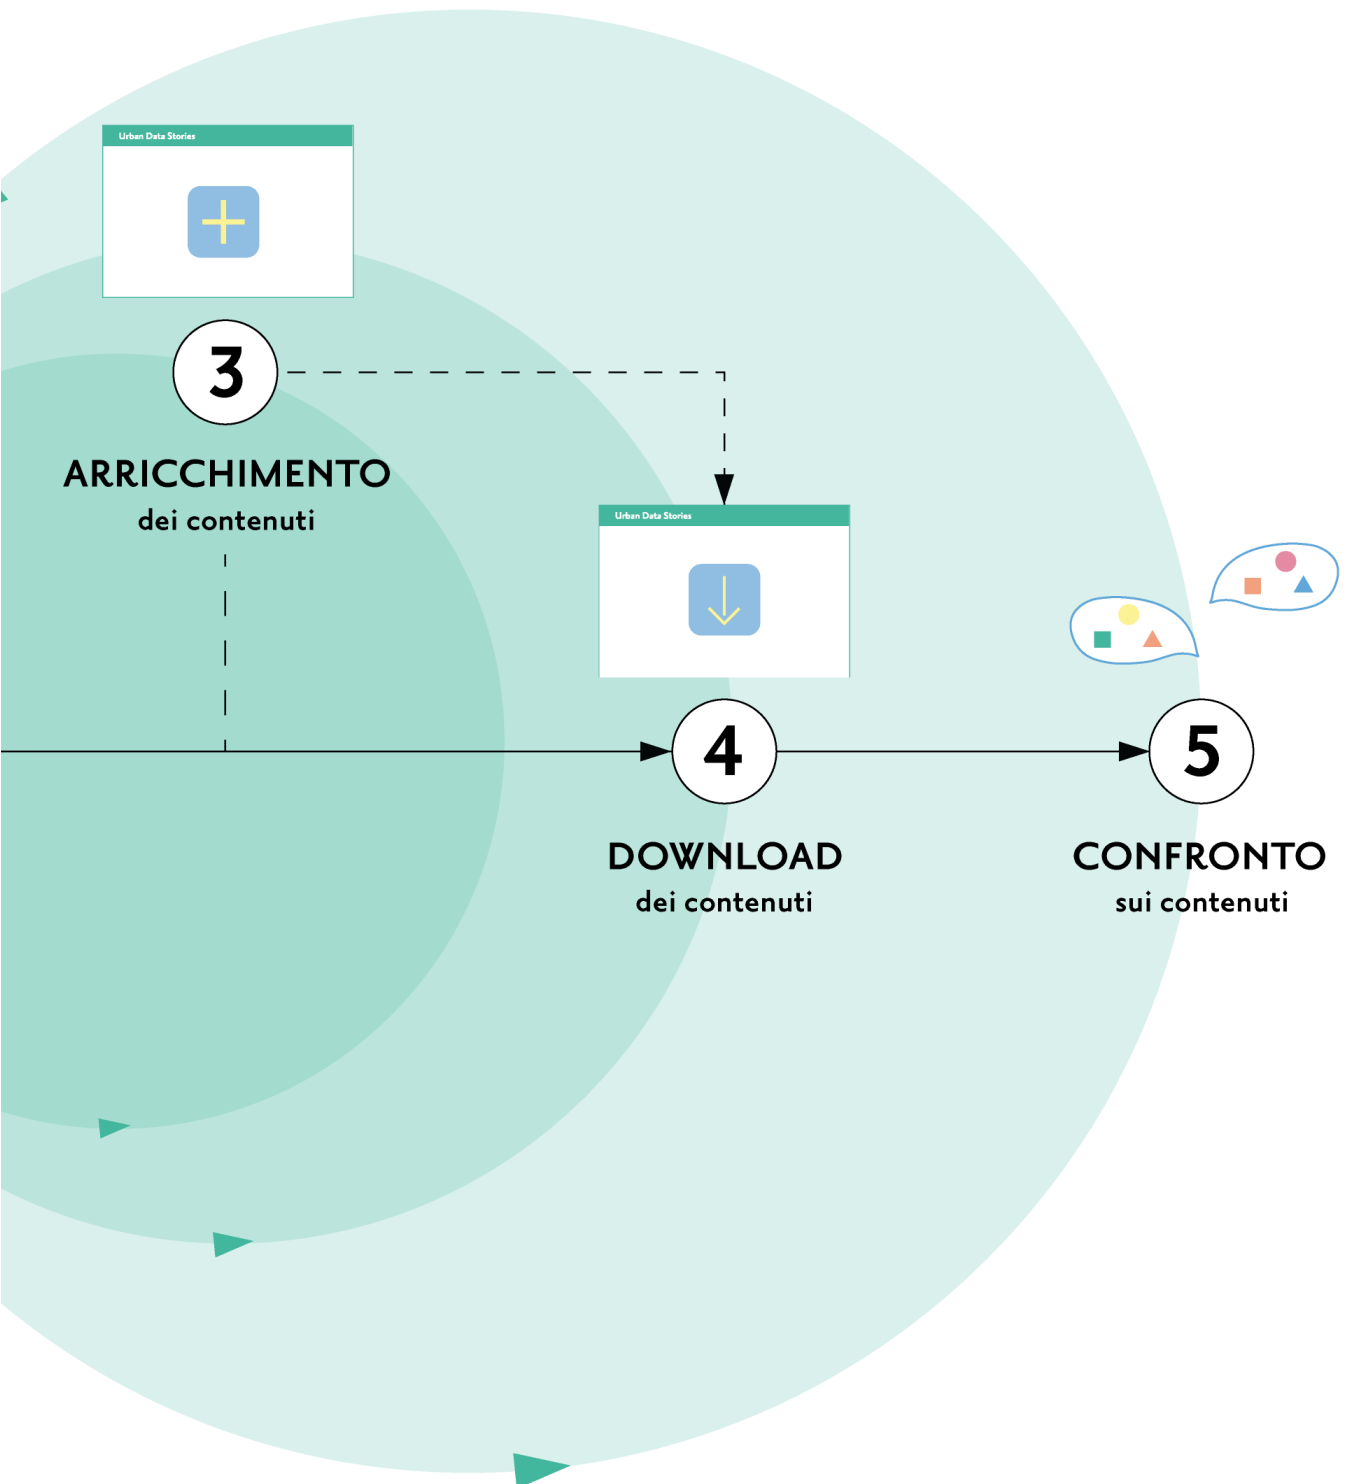 Urban Data Stories
3
ARRICCHIMENTO
dei contenuti
Urban Data Stories
4
DOWNLOAD
dei contenuti
5
CONFRONTO
sui contenuti